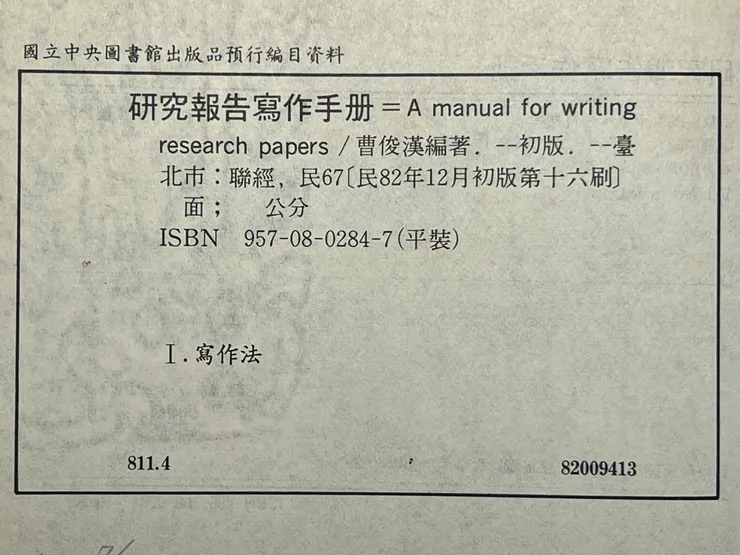 國立中央圖書館出版品預行編目資料
研究報告寫作手册=A manual for writing
research papers / 曹俊漢編著. --初版. --臺
北市：聯經，民67〔民82年12月初版第十六刷〕
面； 公分
ISBN 957-08-0284-7(平裝)
Ⅰ.寫作法
811.4 82009413